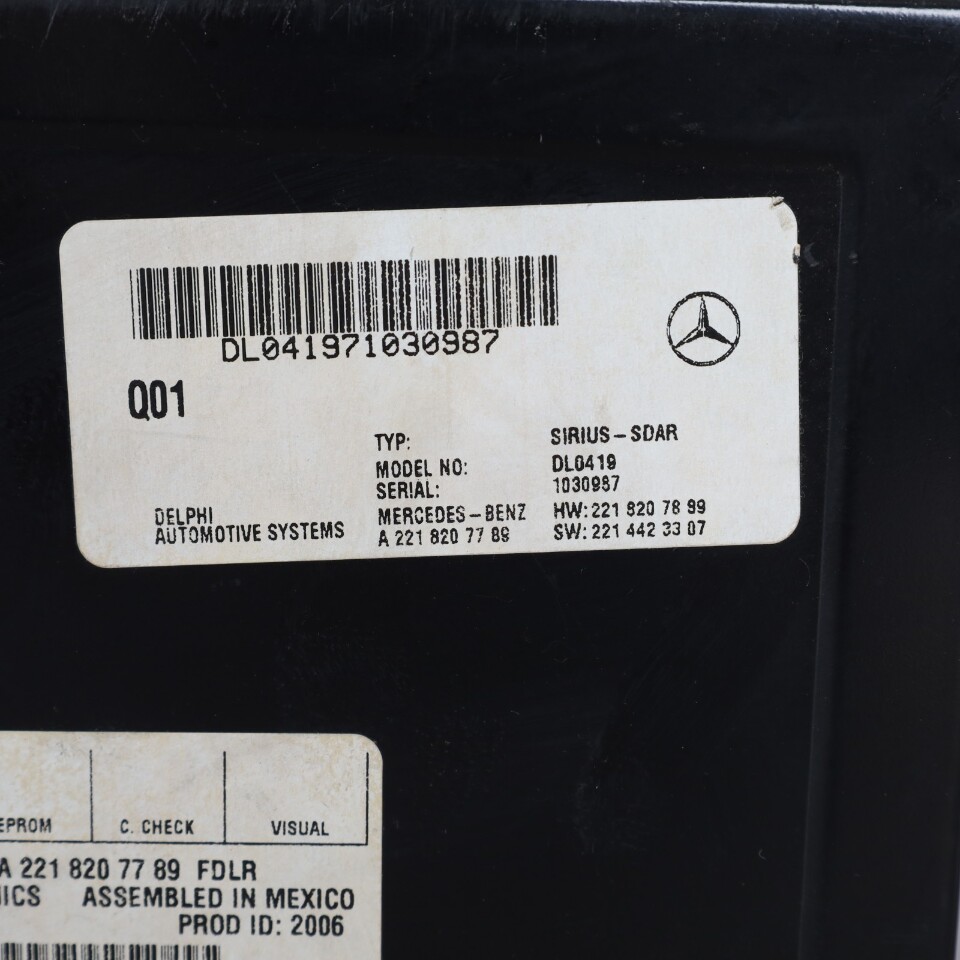 DL041971030987
Q01
TYP: SIRIUS-SDAR
MODEL NO: DL0419
SERIAL: 1030987
DELPHI
AUTOMOTIVE SYSTEMS
MERCEDES-BENZ
A 221 820 77 89
HW: 221 820 78 99
SW: 221 442 33 07
EPROM C. CHECK VISUAL
A 221 820 77 89 FDLR
ICS ASSEMBLED IN MEXICO
PROD ID: 2006